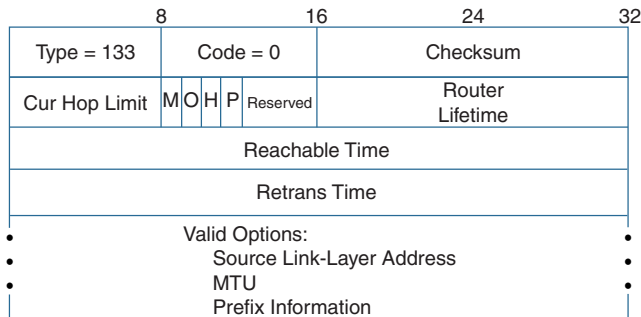 8 16 24 32
Type = 133 Code = 0 Checksum
Cur Hop Limit M O H P Reserved Router
Lifetime
Reachable Time
Retrans Time
Valid Options:
Source Link-Layer Address
MTU
Prefix Information